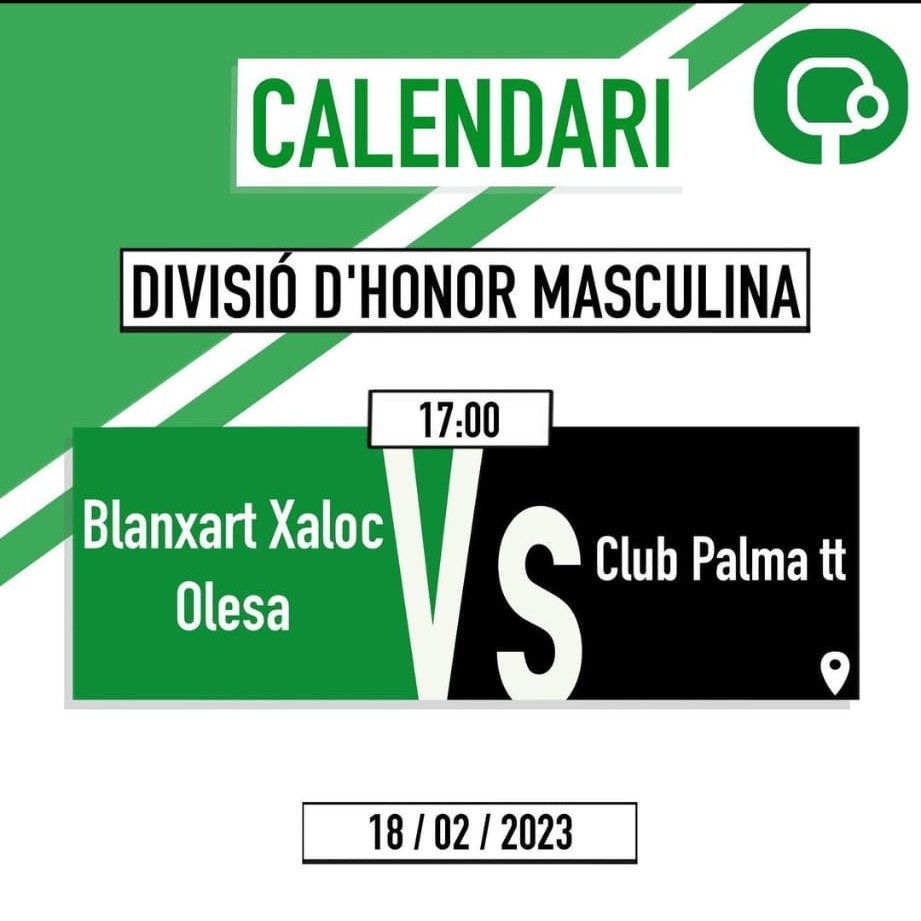 CALENDARI
DIVISIÓ D'HONOR MASCULINA
17:00
Blanxart Xaloc
Olesa
VS
Club Palma tt
18 / 02 / 2023